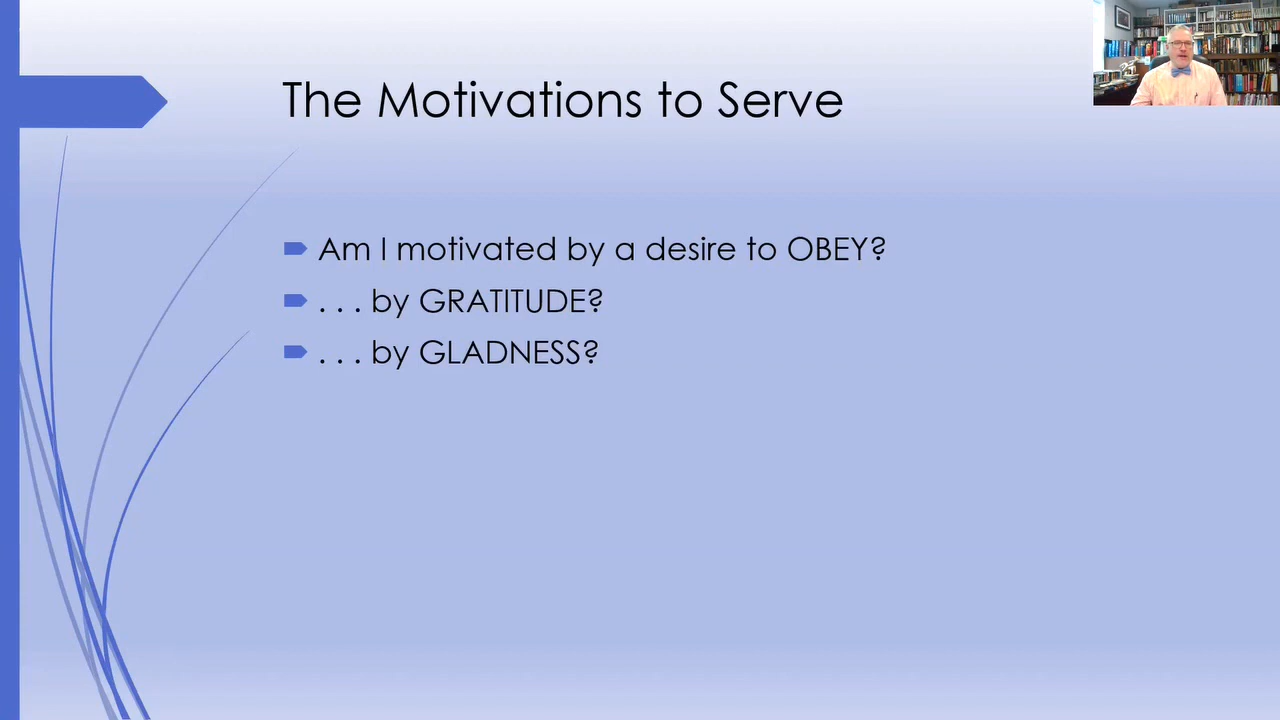 The Motivations to Serve
Am I motivated by a desire to OBEY?
. . . by GRATITUDE?
. . . by GLADNESS?